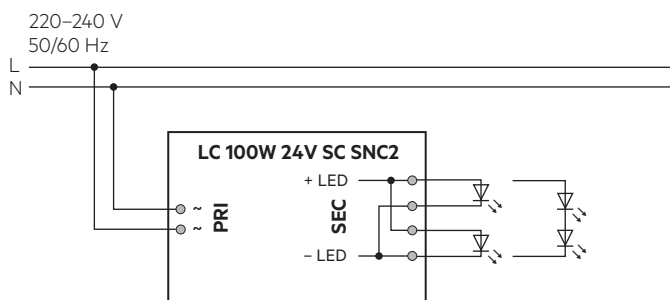 220–240 V
50/60 Hz
L
N
LC 100W 24V SC SNC2
+ LED
~
PRI
SEC
~
– LED